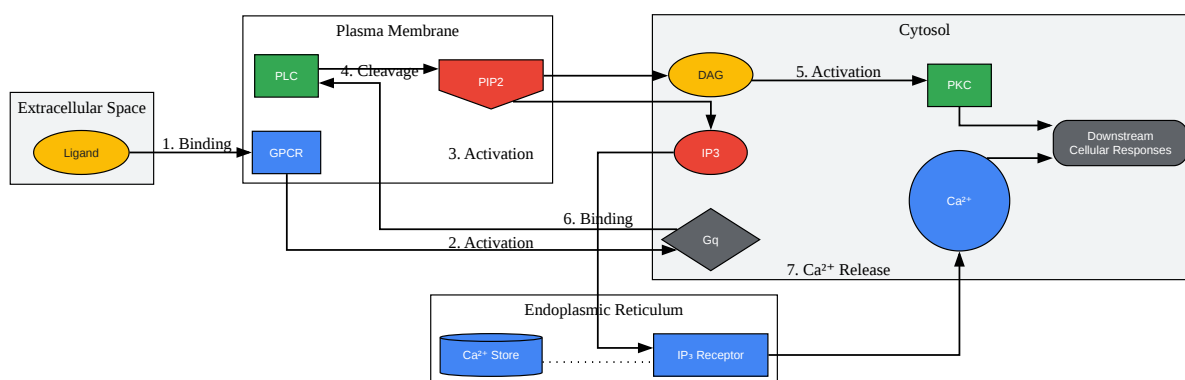 Plasma Membrane
Cytosol
PLC
4. Cleavage
PIP2
DAG
5. Activation
PKC
Extracellular Space
Ligand
1. Binding
GPCR
3. Activation
IP3
Downstream
Cellular Responses
Ca²⁺
6. Binding
2. Activation
Gq
7. Ca²⁺ Release
Endoplasmic Reticulum
Ca²⁺ Store
IP₃ Receptor